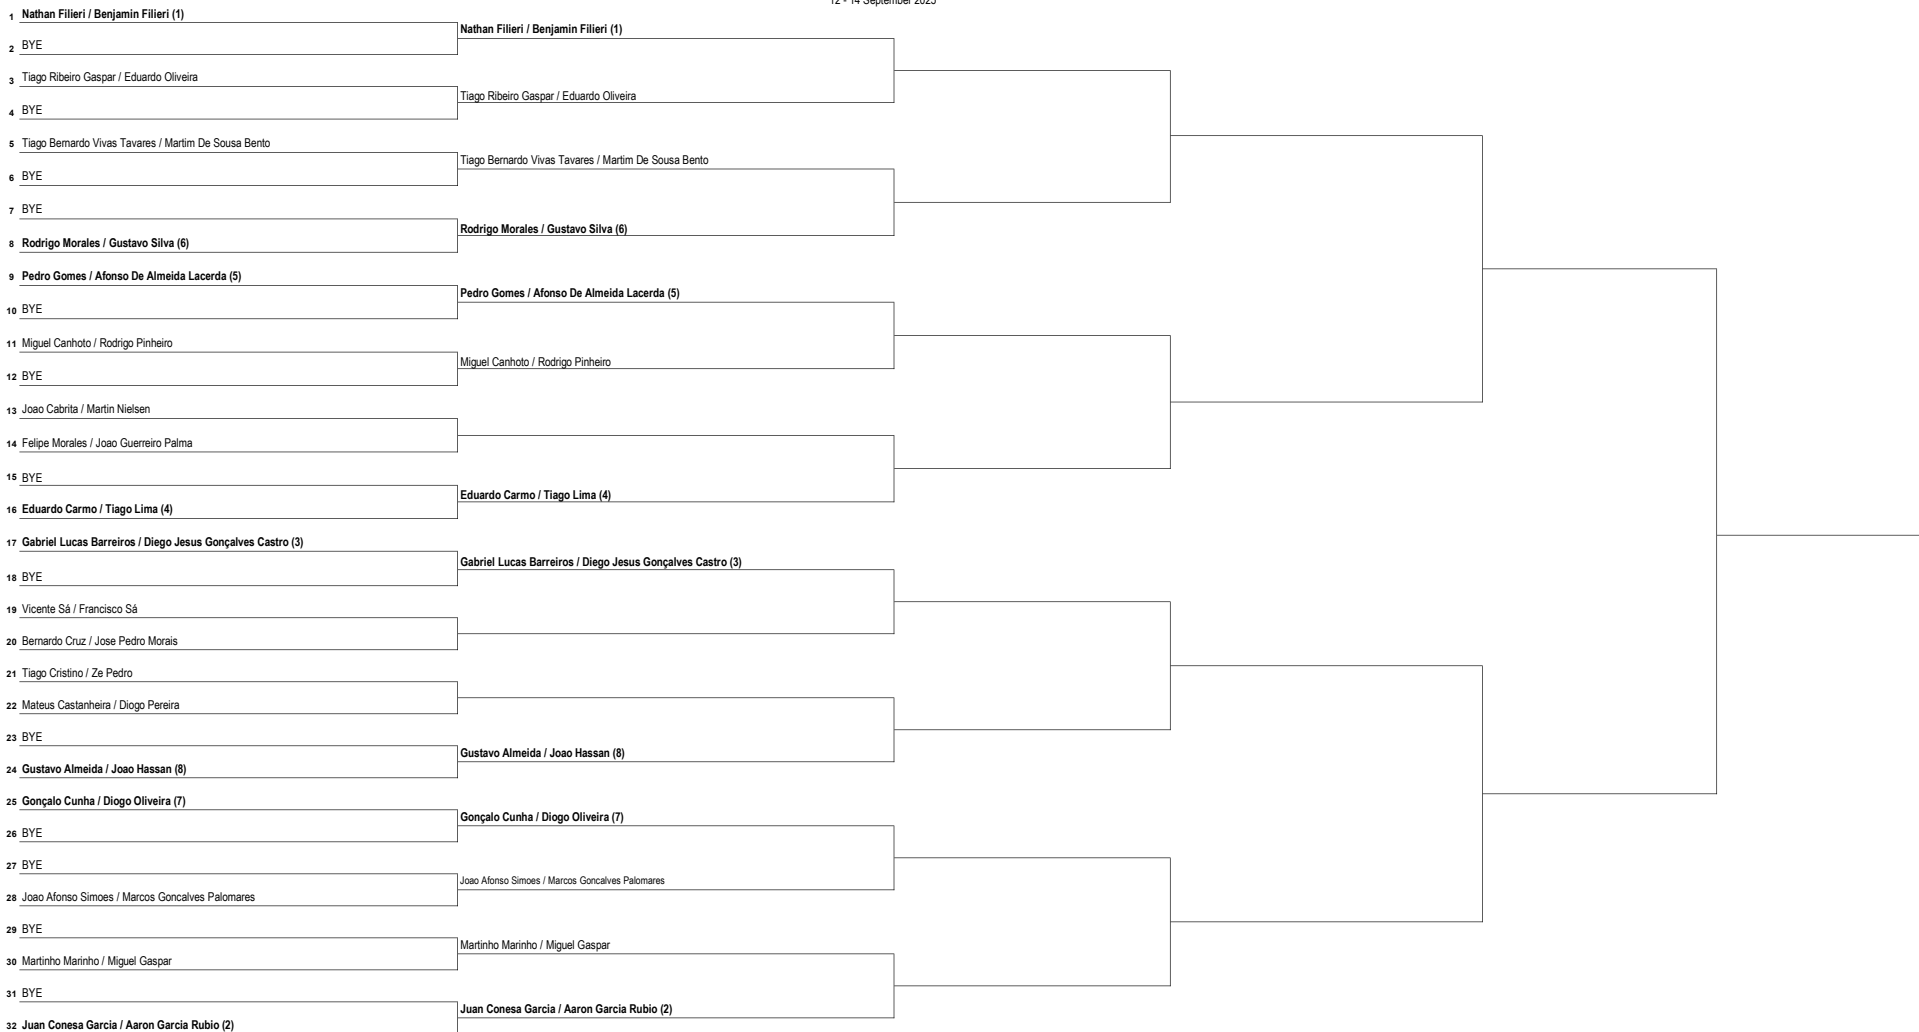 12 - 14 September 2025
1 Nathan Filieri / Benjamin Filieri (1)
Nathan Filieri / Benjamin Filieri (1)
2 BYE
3 Tiago Ribeiro Gaspar / Eduardo Oliveira
Tiago Ribeiro Gaspar / Eduardo Oliveira
4 BYE
5 Tiago Bernardo Vivas Tavares / Martim De Sousa Bento
Tiago Bernardo Vivas Tavares / Martim De Sousa Bento
6 BYE
7 BYE
Rodrigo Morales / Gustavo Silva (6)
8 Rodrigo Morales / Gustavo Silva (6)
9 Pedro Gomes / Afonso De Almeida Lacerda (5)
Pedro Gomes / Afonso De Almeida Lacerda (5)
10 BYE
11 Miguel Canhoto / Rodrigo Pinheiro
Miguel Canhoto / Rodrigo Pinheiro
12 BYE
13 Joao Cabrita / Martin Nielsen
14 Felipe Morales / Joao Guerreiro Palma
15 BYE
Eduardo Carmo / Tiago Lima (4)
16 Eduardo Carmo / Tiago Lima (4)
17 Gabriel Lucas Barreiros / Diego Jesus Gonçalves Castro (3)
Gabriel Lucas Barreiros / Diego Jesus Gonçalves Castro (3)
18 BYE
19 Vicente Sá / Francisco Sá
20 Bernardo Cruz / Jose Pedro Morais
21 Tiago Cristino / Ze Pedro
22 Mateus Castanheira / Diogo Pereira
23 BYE
Gustavo Almeida / Joao Hassan (8)
24 Gustavo Almeida / Joao Hassan (8)
25 Gonçalo Cunha / Diogo Oliveira (7)
Gonçalo Cunha / Diogo Oliveira (7)
26 BYE
27 BYE
Joao Afonso Simoes / Marcos Goncalves Palomares
28 Joao Afonso Simoes / Marcos Goncalves Palomares
29 BYE
Martinho Marinho / Miguel Gaspar
30 Martinho Marinho / Miguel Gaspar
31 BYE
Juan Conesa Garcia / Aaron Garcia Rubio (2)
32 Juan Conesa Garcia / Aaron Garcia Rubio (2)